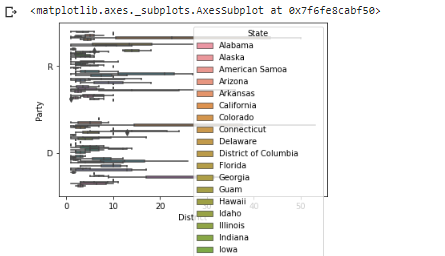 <matplotlib.axes._subplots.AxesSubplot at 0x7f6fe8cabf50>
State
Alabama
Alaska
American Samoa
Arizona
Arkansas
California
Colorado
Connecticut
Delaware
District of Columbia
Florida
Georgia
Guam
Hawaii
Idaho
Illinois
Indiana
Iowa
R
Party
D
0
10
20
50